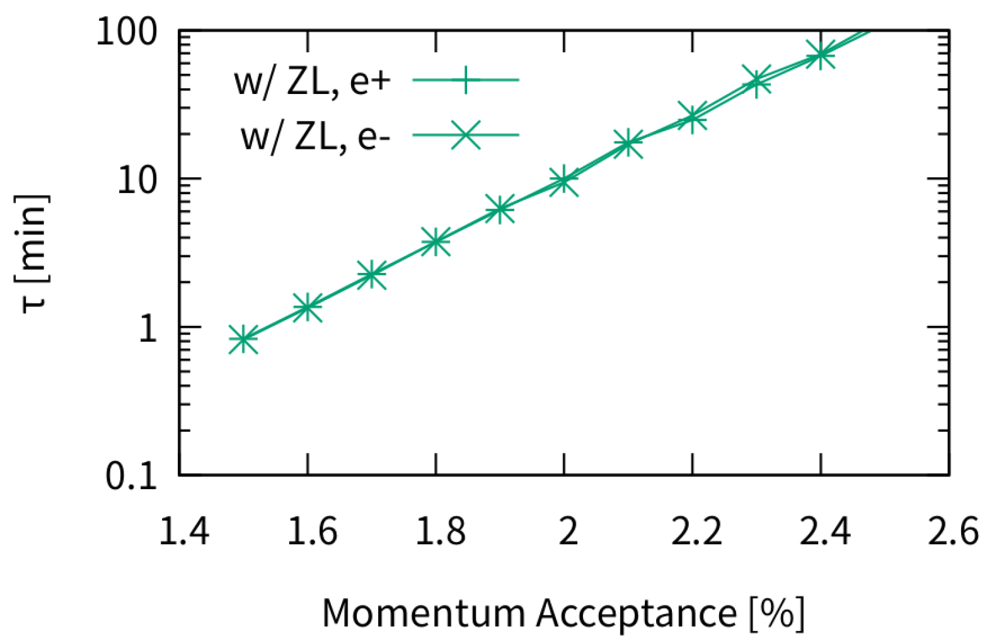 100
10
1
0.1
w/ ZL, e+
w/ ZL, e-
τ [min]
1.4 1.6 1.8 2 2.2 2.4 2.6
Momentum Acceptance [%]